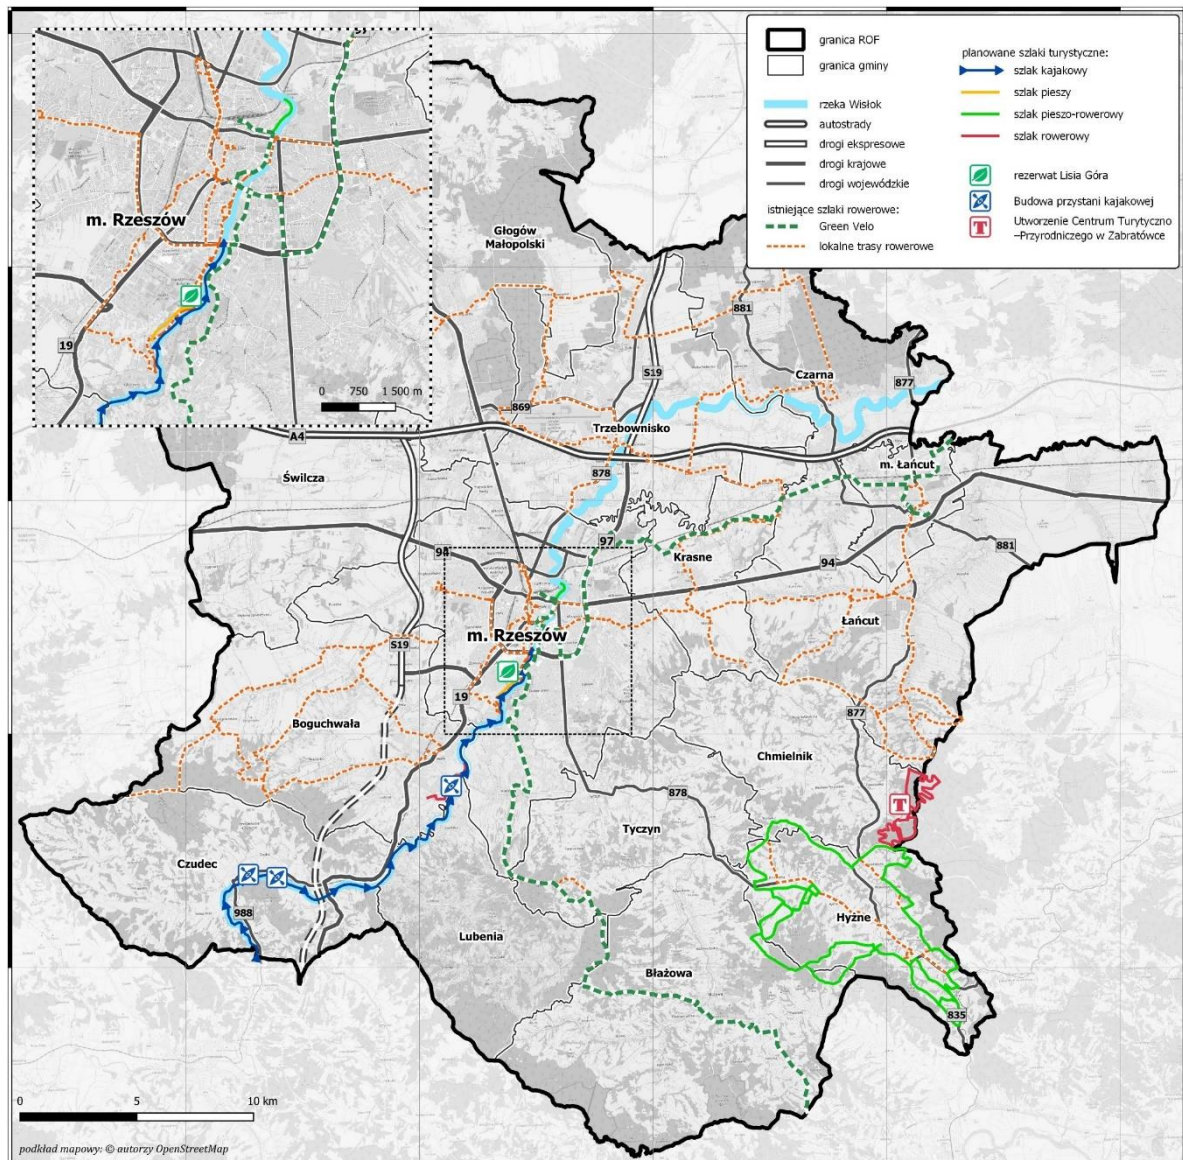 granica ROF
granica gminy
rzeka Wisłok
autostrady
drogi ekspresowe
drogi krajowe
drogi wojewódzkie
istniejące szlaki rowerowe:
Green Velo
lokalne trasy rowerowe
planowane szlaki turystyczne:
szlak kajakowy
szlak pieszy
szlak pieszo-rowerowy
szlak rowerowy
rezerwat Lisia Góra
Budowa przystani kajakowej
T
Utworzenie Centrum Turytyczno
–Przyrodniczego w Zabratówce
m. Rzeszów
19
0 750 1 500 m
Głogów
Małopolski
881
S19
Czarna
877
869
Trzebownisko
A4
878
m. Łańcut
Świlcza
97
881
94
Krasne
94
Łańcut
m. Rzeszów
S19
19
877
Boguchwała
Chmielnik
878
T
Tyczyn
Czudec
988
Hyżne
Lubenia
Błażowa
835
0 5 10 km
podkład mapowy: © autorzy OpenStreetMap